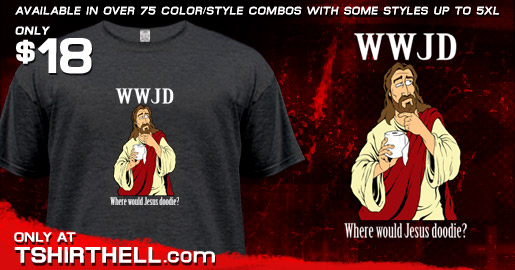 AVAILABLE IN OVER 75 COLOR/STYLE COMBOS WITH SOME STYLES UP TO 5XL
ONLY
$18
WWJD
Where would Jesus doodie?
WWJD
Where would Jesus doodie?
ONLY AT
TSHIRTHELL.com